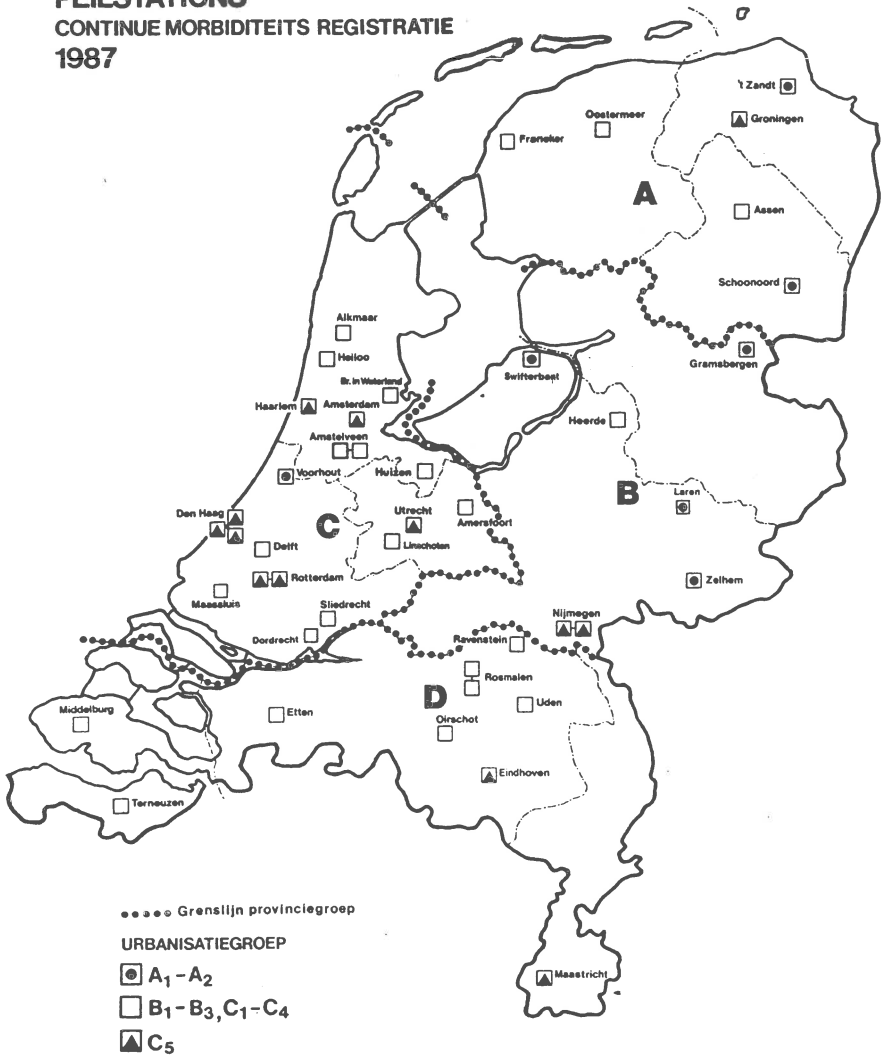 PEILSTATIONS
CONTINUE MORBIDITEITS REGISTRATIE
1987
't Zandt
Oostermeer
Groningen
Franeker
A
Assen
Schoonoord
Alkmaar
Gramsbergen
Heiloo
Swifterbant
Br. in Waterland
Haarlem
Amsterdam
Heerde
Amstelveen
Voorhout
Huizen
B
Laren
Den Haag
C
Utrecht
Amersfoort
Delft
Linschoten
Rotterdam
Zelhem
Maassluis
Sliedrecht
Nijmegen
Dordrecht
Ravenstein
Rosmalen
D
Middelburg
Etten
Uden
Oirschot
Eindhoven
Terneuzen
Grenslijn provinciegroep
URBANISATIEGROEP
A1-A2
B1-B3, C1-C4
Maastricht
C5